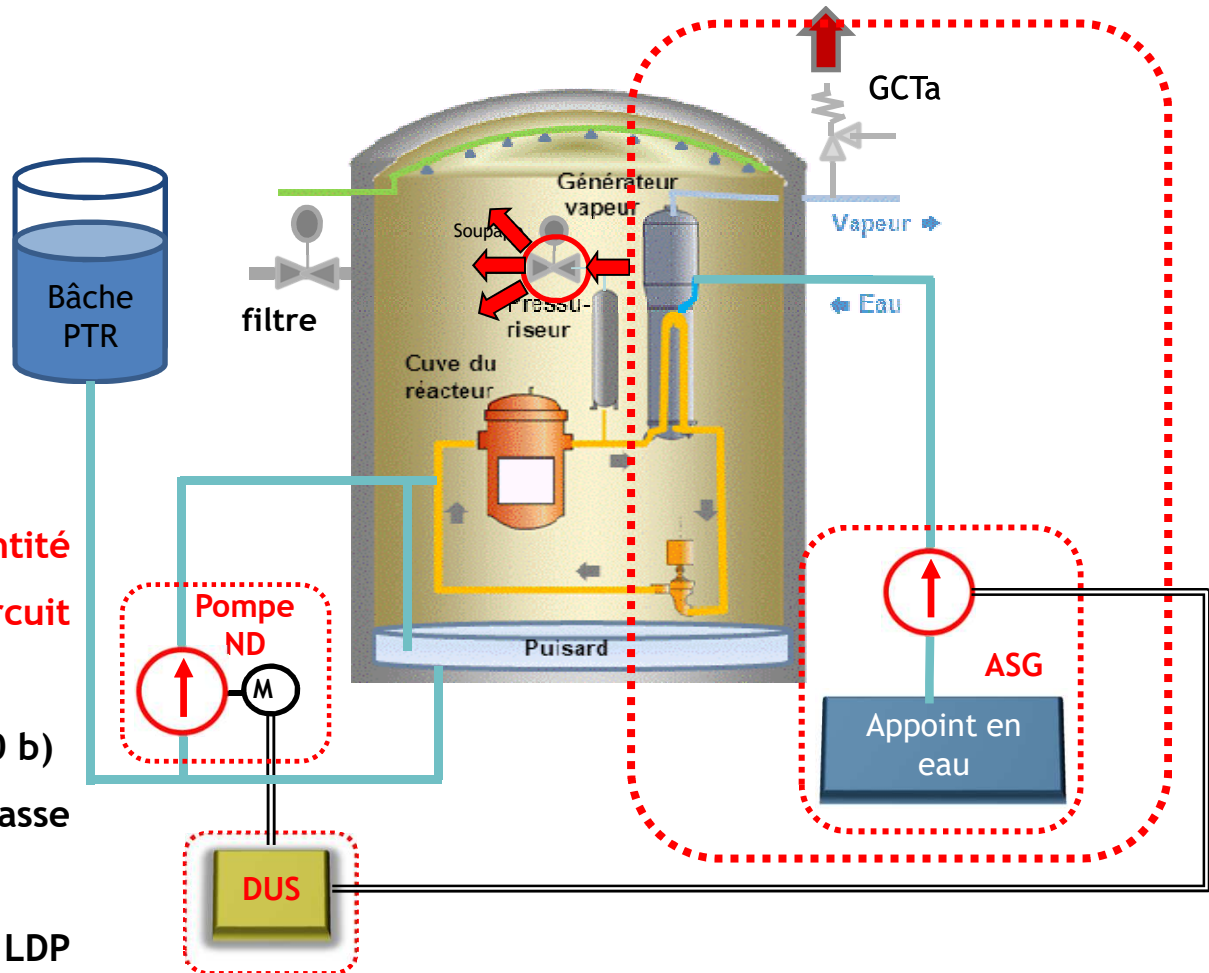 GCTa
Générateur
vapeur
Bâche
PTR
Vapeur
filtre
Eau
riseur
Cuve du
réacteur
ntité
rcuit
Pompe
ND
M
Puisard
ASG
Appoint en
eau
0 b)
asse
DUS
LDP